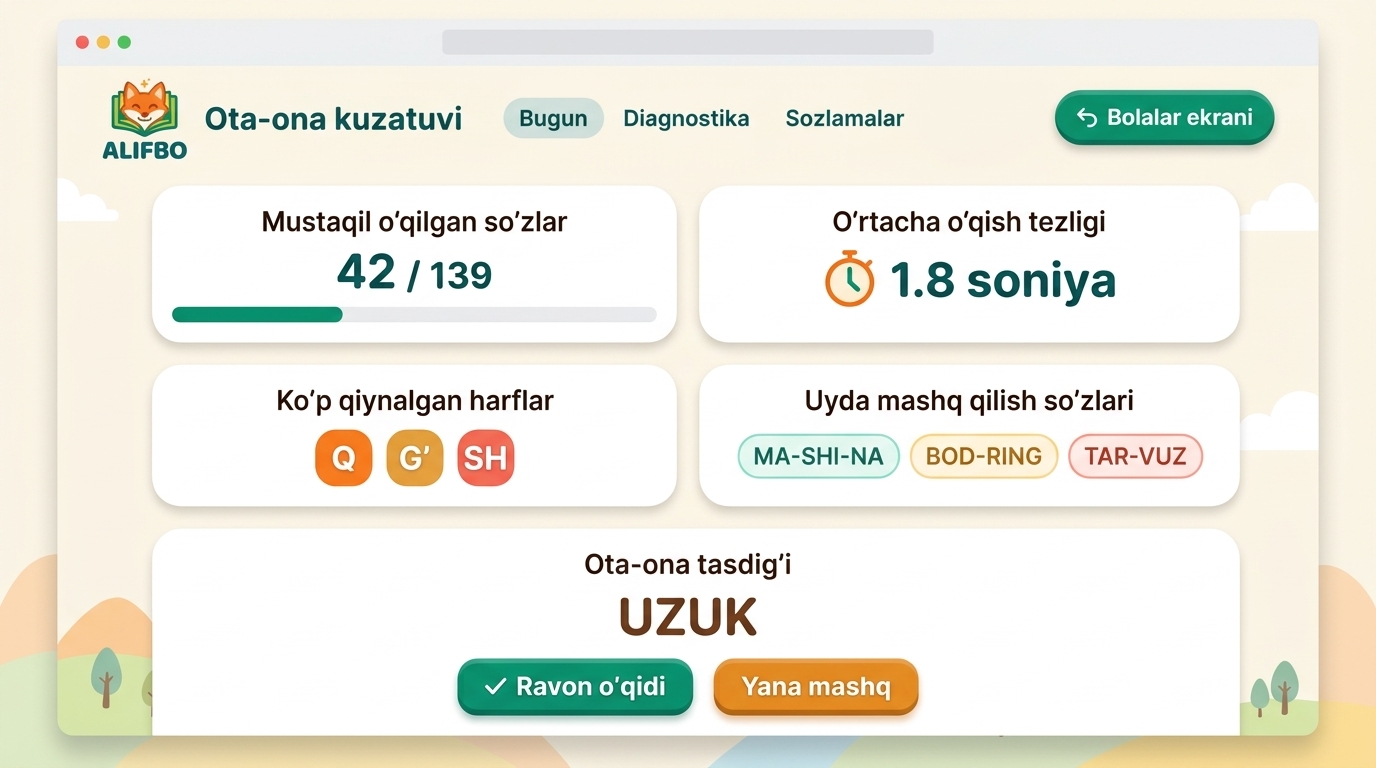 ALIFBO
Ota-ona kuzatuvi
Bugun
Diagnostika
Sozlamalar
Bolalar ekrani
Mustaqil o‘qilgan so’zlar
42 / 139
O‘rtacha o’qish tezligi
1.8 soniya
Ko’p qiynalgan harflar
Q G’ SH
Uyda mashq qilish so’zlari
MA-SHI-NA
BOD-RING
TAR-VUZ
Ota-ona tasdig’i
UZUK
Ravon o’qidi
Yana mashq